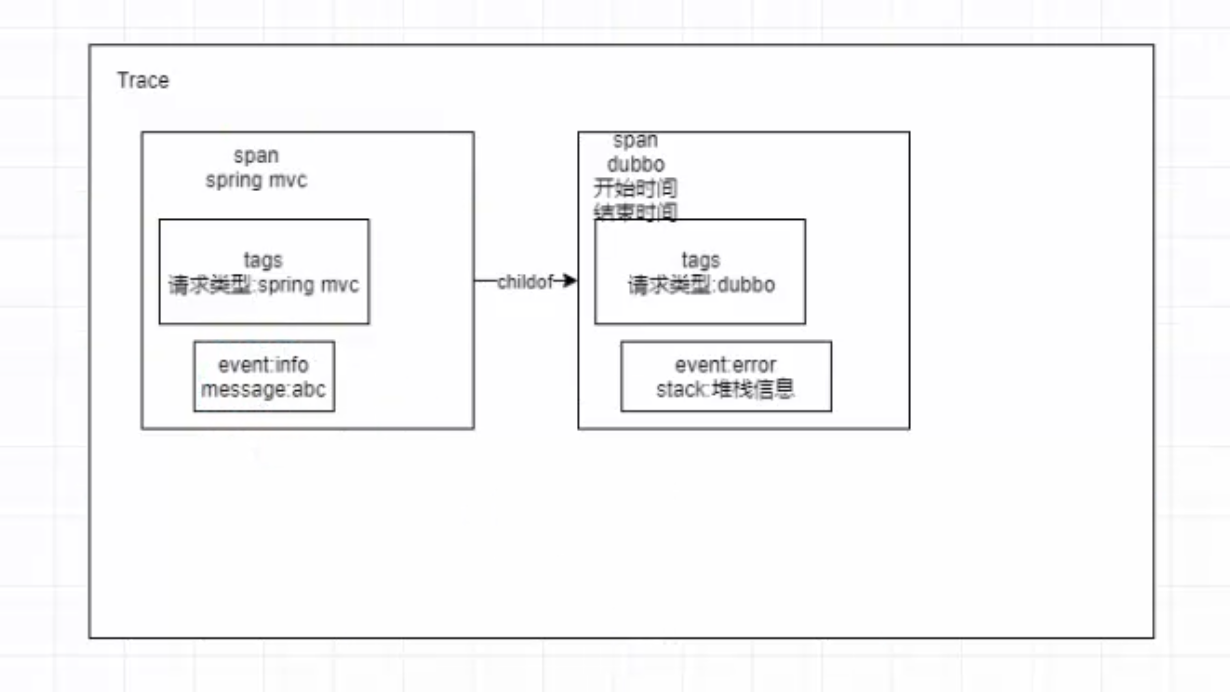 Trace
span
spring mvc
tags
请求类型:spring mvc
event:info
message:abc
childof
span
dubbo
开始时间
结束时间
tags
请求类型:dubbo
event:error
stack:堆栈信息